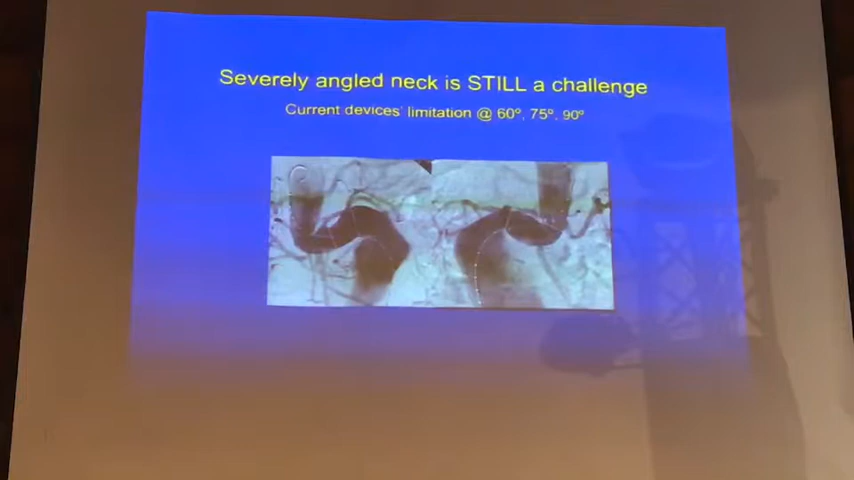 Severely angled neck is STILL a challenge
Current devices' limitation @ 60º, 75º, 90º